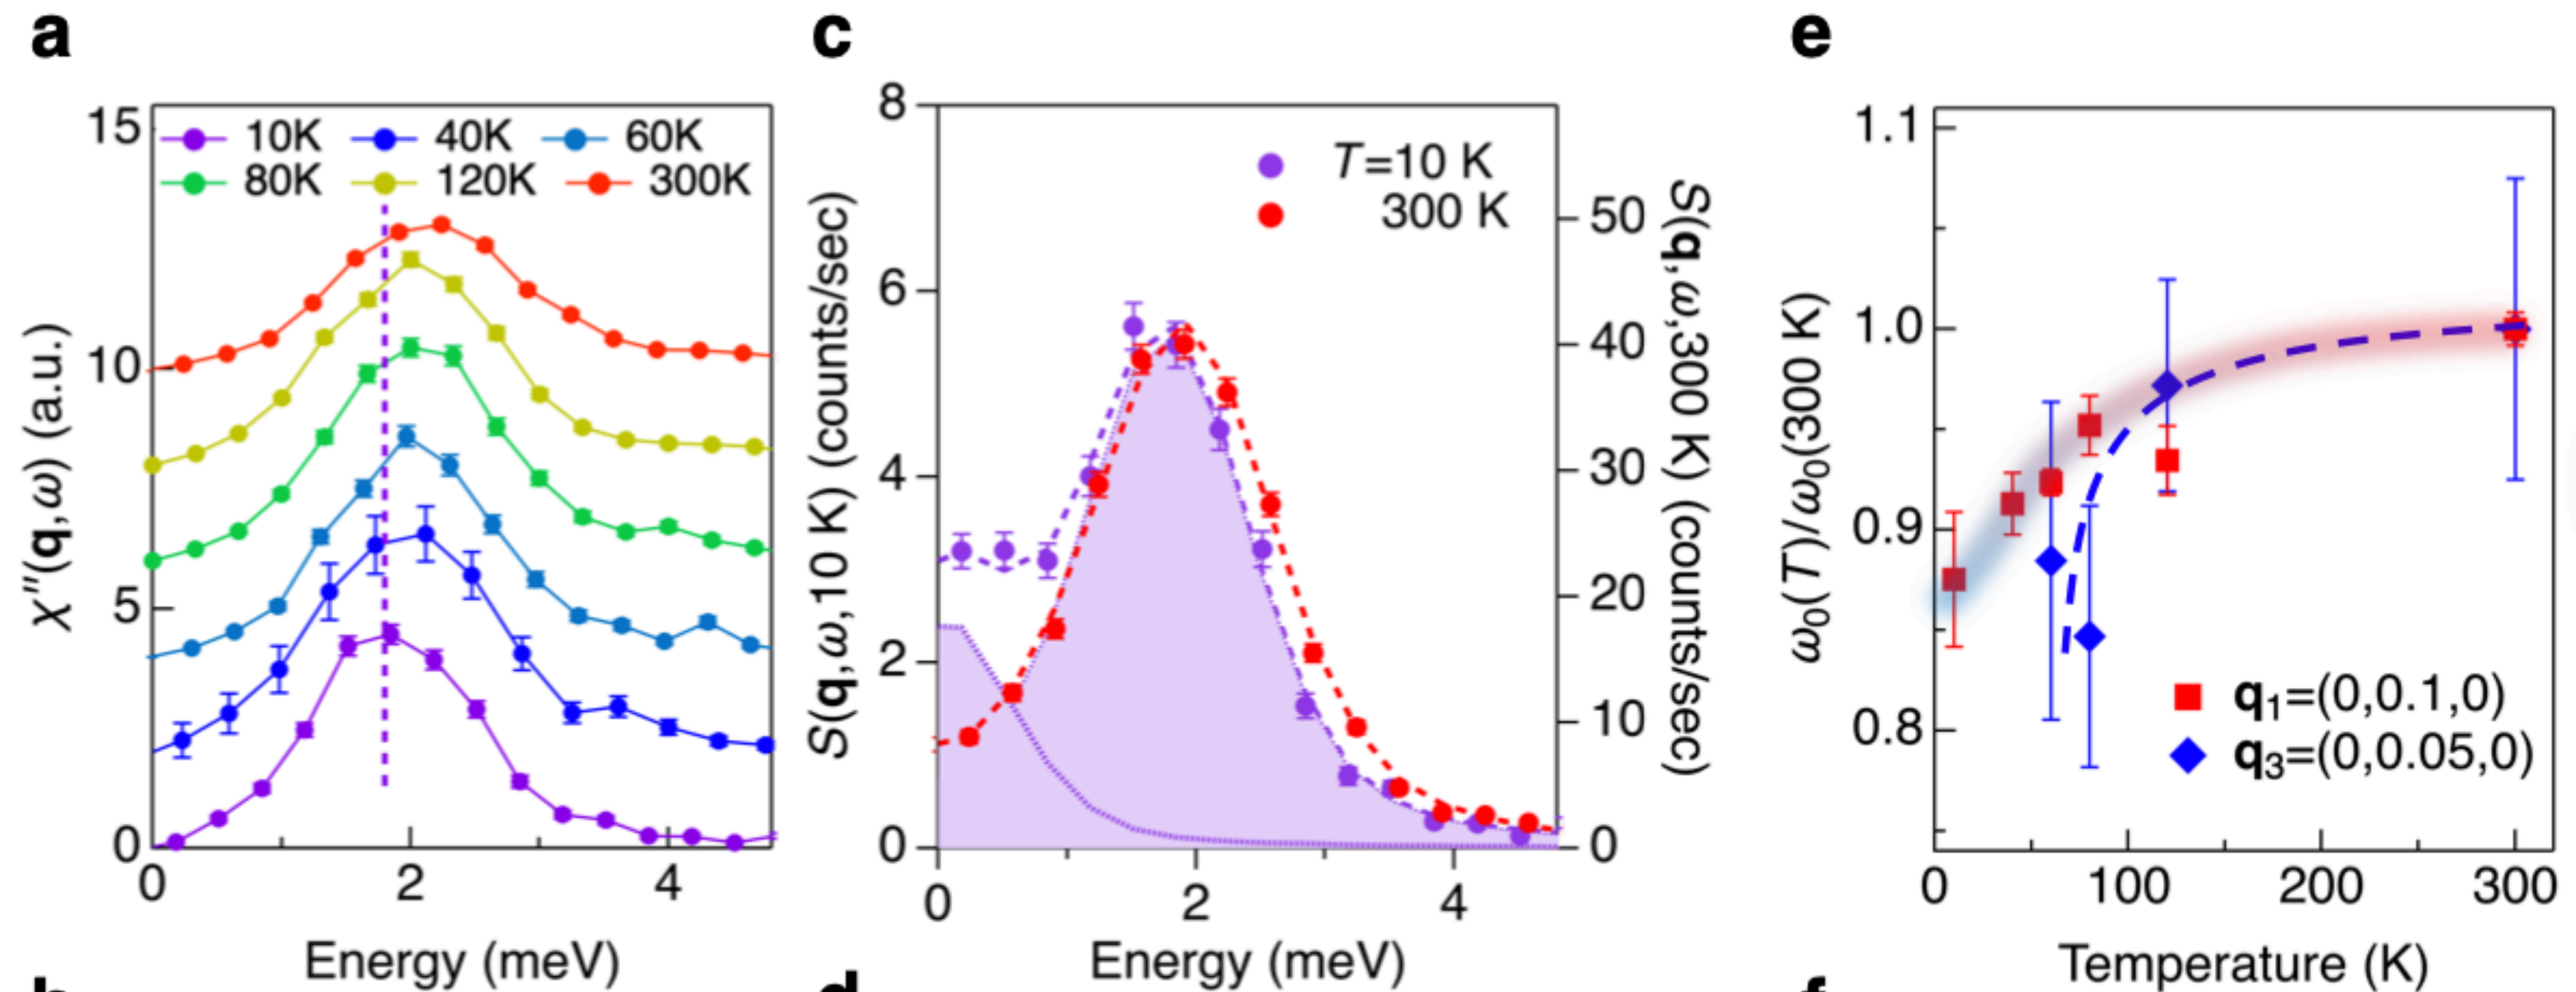 a
χ″(q,ω) (a.u.)
15
10
5
0
10K 40K 60K
80K 120K 300K
0 2 4
Energy (meV)
c
S(q,ω,10 K) (counts/sec)
8
6
4
2
0
T=10 K
300 K
50
40
30
20
10
0
S(q,ω,300 K) (counts/sec)
0 2 4
Energy (meV)
e
ω0(T)/ω0(300 K)
1.1
1.0
0.9
0.8
q1=(0,0.1,0)
q3=(0,0.05,0)
0 100 200 300
Temperature (K)